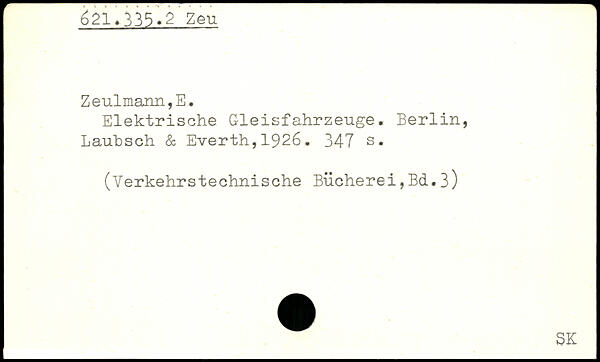 621.335.2 Zeu
Zeulmann,E.
Elektrische Gleisfahrzeuge. Berlin,
Laubsch & Everth,1926. 347 s.
(Verkehrstechnische Bücherei,Bd.3)
SK